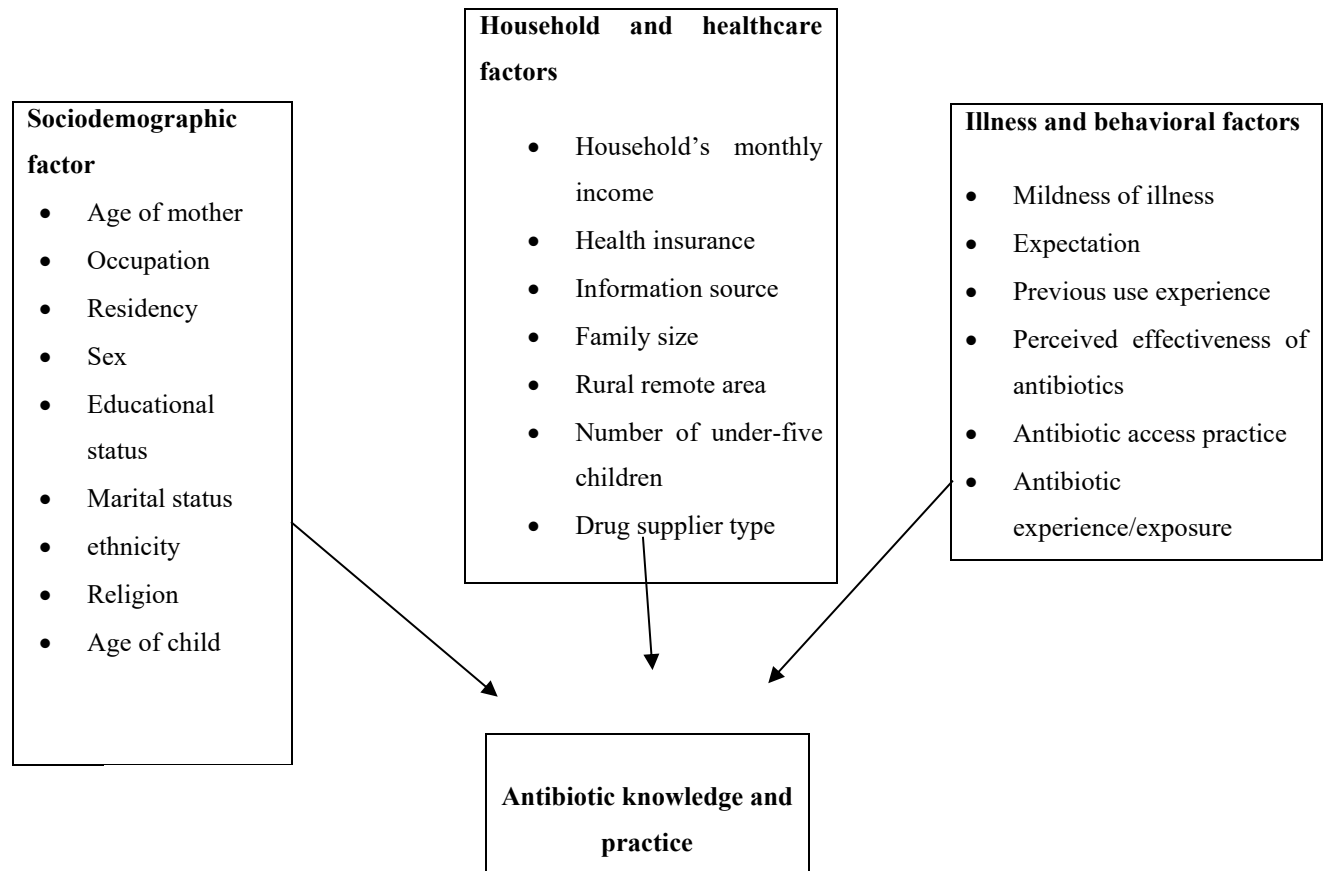 Sociodemographic
factor
• Age of mother
• Occupation
• Residency
• Sex
• Educational
status
• Marital status
• ethnicity
• Religion
• Age of child
Household and healthcare
factors
• Household’s monthly
income
• Health insurance
• Information source
• Family size
• Rural remote area
• Number of under-five
children
• Drug supplier type
Illness and behavioral factors
• Mildness of illness
• Expectation
• Previous use experience
• Perceived effectiveness of
antibiotics
• Antibiotic access practice
• Antibiotic
experience/exposure
Antibiotic knowledge and
practice